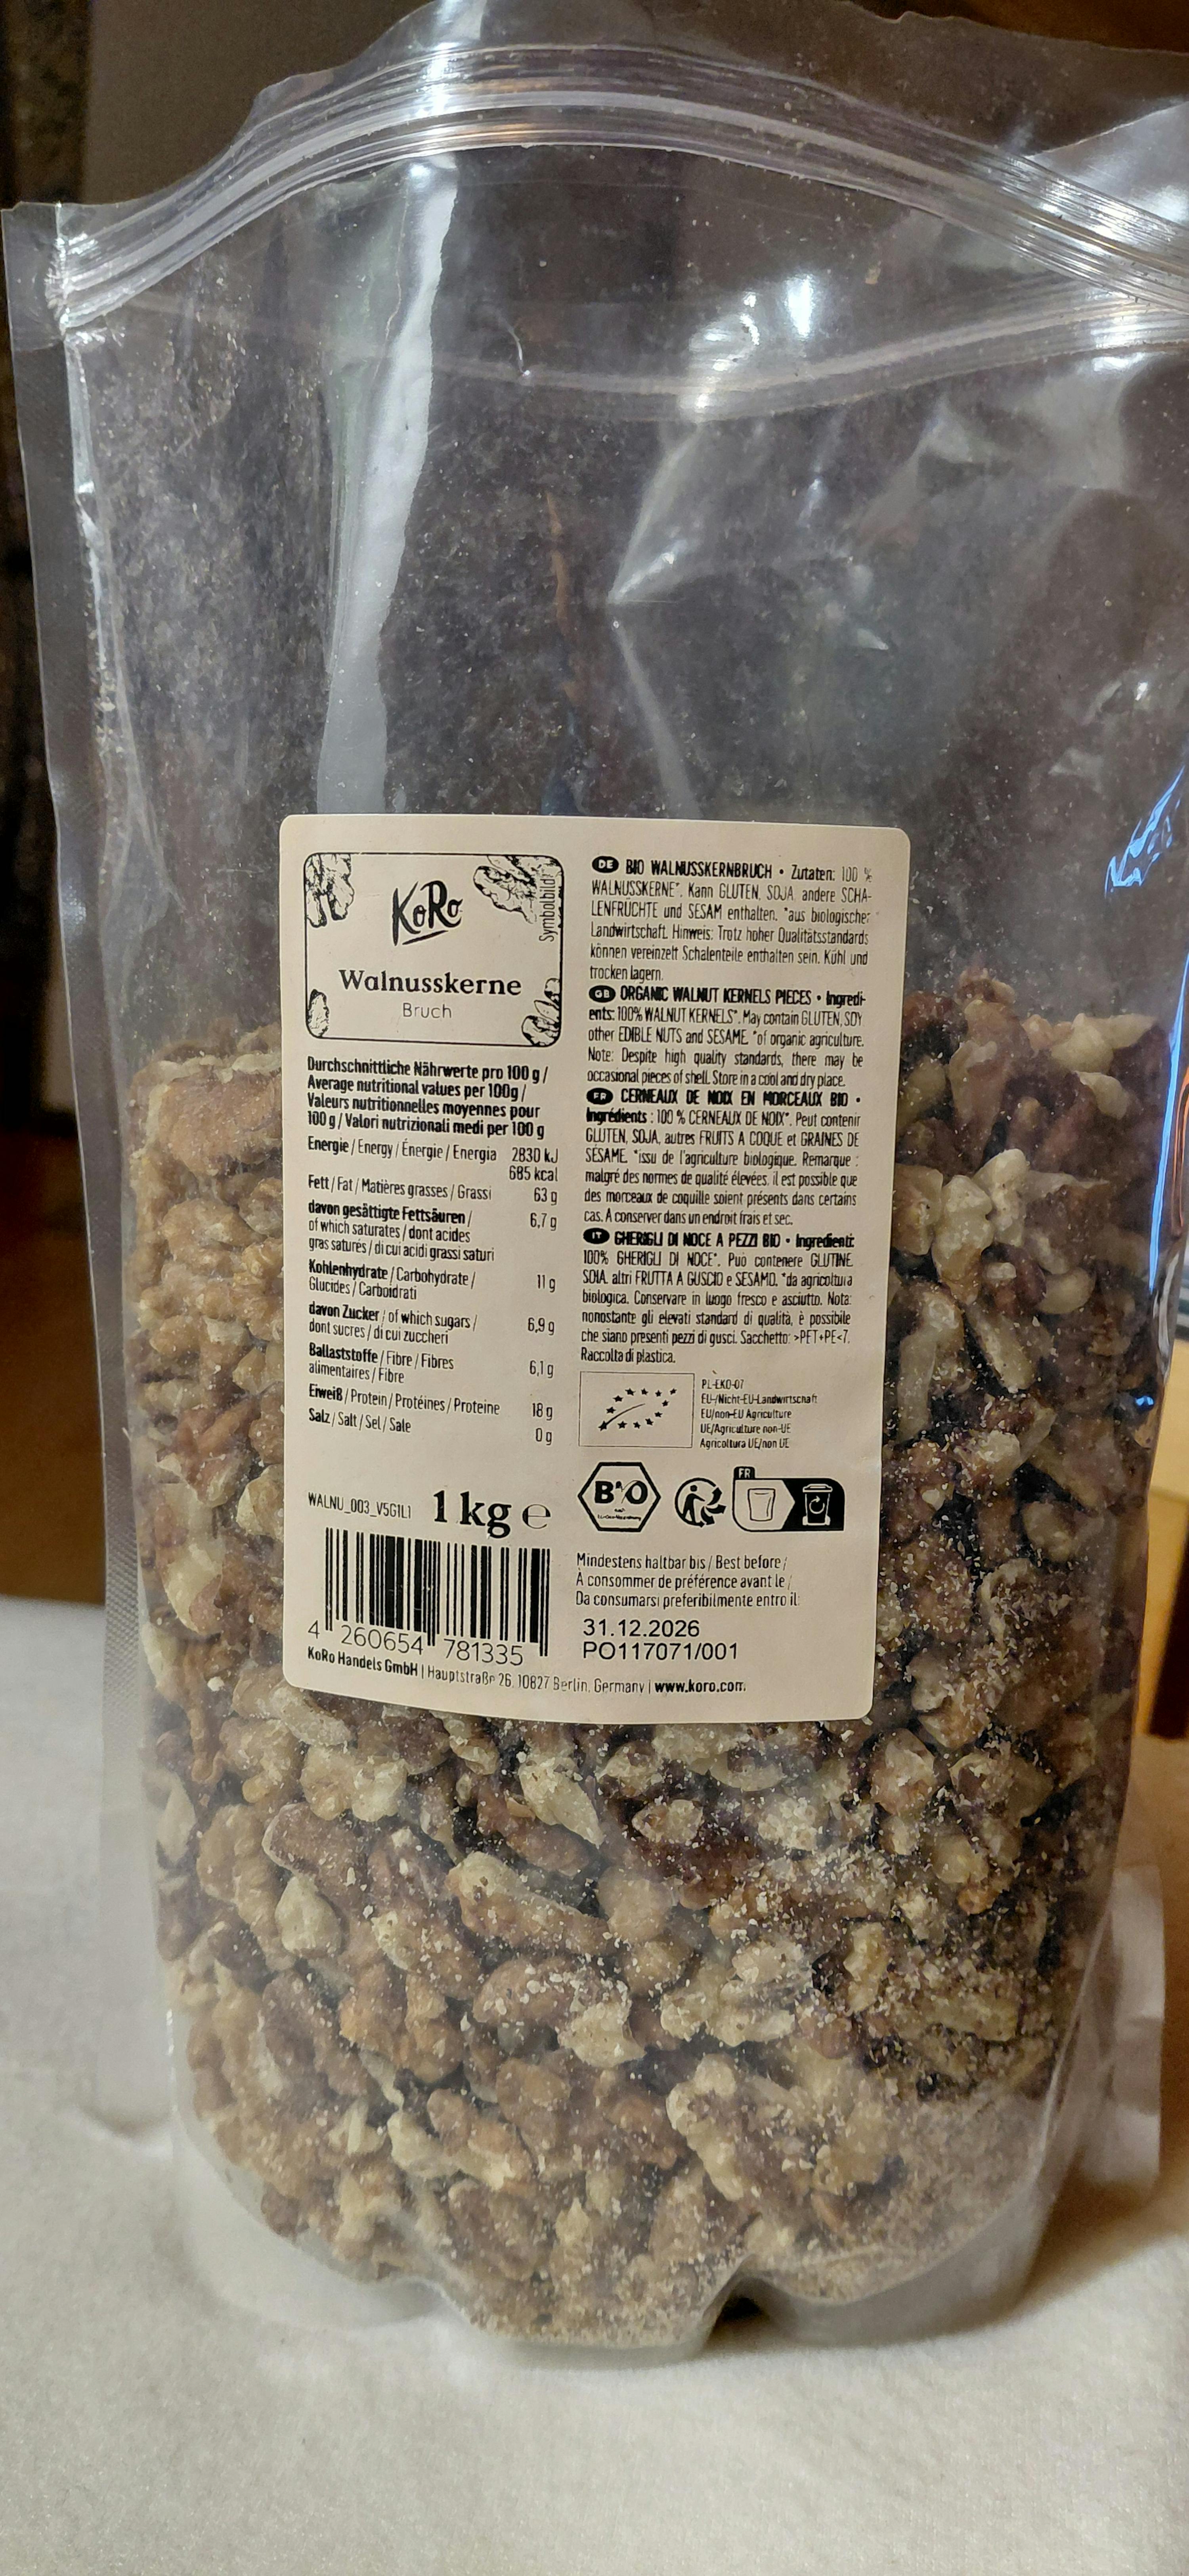 KoRo
Symbolbild
Walnusskerne
Bruch
Durchschnittliche Nährwerte pro 100 g /
Average nutritional values per 100g /
Valeurs nutritionnelles moyennes pour
100 g / Valori nutrizionali medi per 100 g
Energie / Energy / Énergie / Energia 2830 kJ
685 kcal
Fett / Fat / Matières grasses / Grassi 63 g
davon gesättigte Fettsäuren / 6,7 g
of which saturates / dont acides
gras saturés / di cui acidi grassi saturi
Kohlenhydrate / Carbohydrate / 11 g
Glucides / Carboidrati
davon Zucker / of which sugars / 6,9 g
dont sucres / di cui zuccheri
Ballaststoffe / Fibre / Fibres 6,1 g
alimentaires / Fibre
Eiweiß / Protein / Protéines / Proteine 18 g
Salz / Salt / Sel / Sale 0 g
WALNU_003_V5G1L1 1 kg e
4 260654 781335
DE BIO WALNUSSKERNBRUCH • Zutaten: 100 %
WALNUSSKERNE*. Kann GLUTEN, SOJA, andere SCHA-
LENFRÜCHTE und SESAM enthalten. *aus biologischer
Landwirtschaft. Hinweis: Trotz hoher Qualitätsstandards
können vereinzelt Schalenteile enthalten sein. Kühl und
trocken lagern.
GB ORGANIC WALNUT KERNELS PIECES • Ingredi-
ents: 100% WALNUT KERNELS*. May contain GLUTEN, SOY
other EDIBLE NUTS and SESAME. *of organic agriculture.
Note: Despite high quality standards, there may be
occasional pieces of shell. Store in a cool and dry place.
FR CERNEAUX DE NOIX EN MORCEAUX BIO •
Ingrédients : 100 % CERNEAUX DE NOIX*. Peut contenir
GLUTEN, SOJA, autres FRUITS A COQUE et GRAINES DE
SÉSAME. *issu de l'agriculture biologique. Remarque :
malgré des normes de qualité élevées, il est possible que
des morceaux de coquille soient présents dans certains
cas. A conserver dans un endroit frais et sec.
IT GHERIGLI DI NOCE A PEZZI BIO • Ingredienti:
100% GHERIGLI DI NOCE*. Può contenere GLUTINE
SOIA, altri FRUTTA A GUSCIO e SESAMO. *da agricoltura
biologica. Conservare in luogo fresco e asciutto. Nota:
nonostante gli elevati standard di qualità, è possibile
che siano presenti pezzi di gusci. Sacchetto: >PET+PE<7.
Raccolta di plastica.
PL-EKO-07
EU-/Nicht-EU-Landwirtschaft
EU/non-EU Agriculture
UE/Agriculture non-UE
Agricoltura UE/non UE
BIO
FR
Mindestens haltbar bis / Best before /
À consommer de préférence avant le /
Da consumarsi preferibilmente entro il:
31.12.2026
PO117071/001
KoRo Handels GmbH | Hauptstraße 26, 10827 Berlin, Germany | www.koro.com